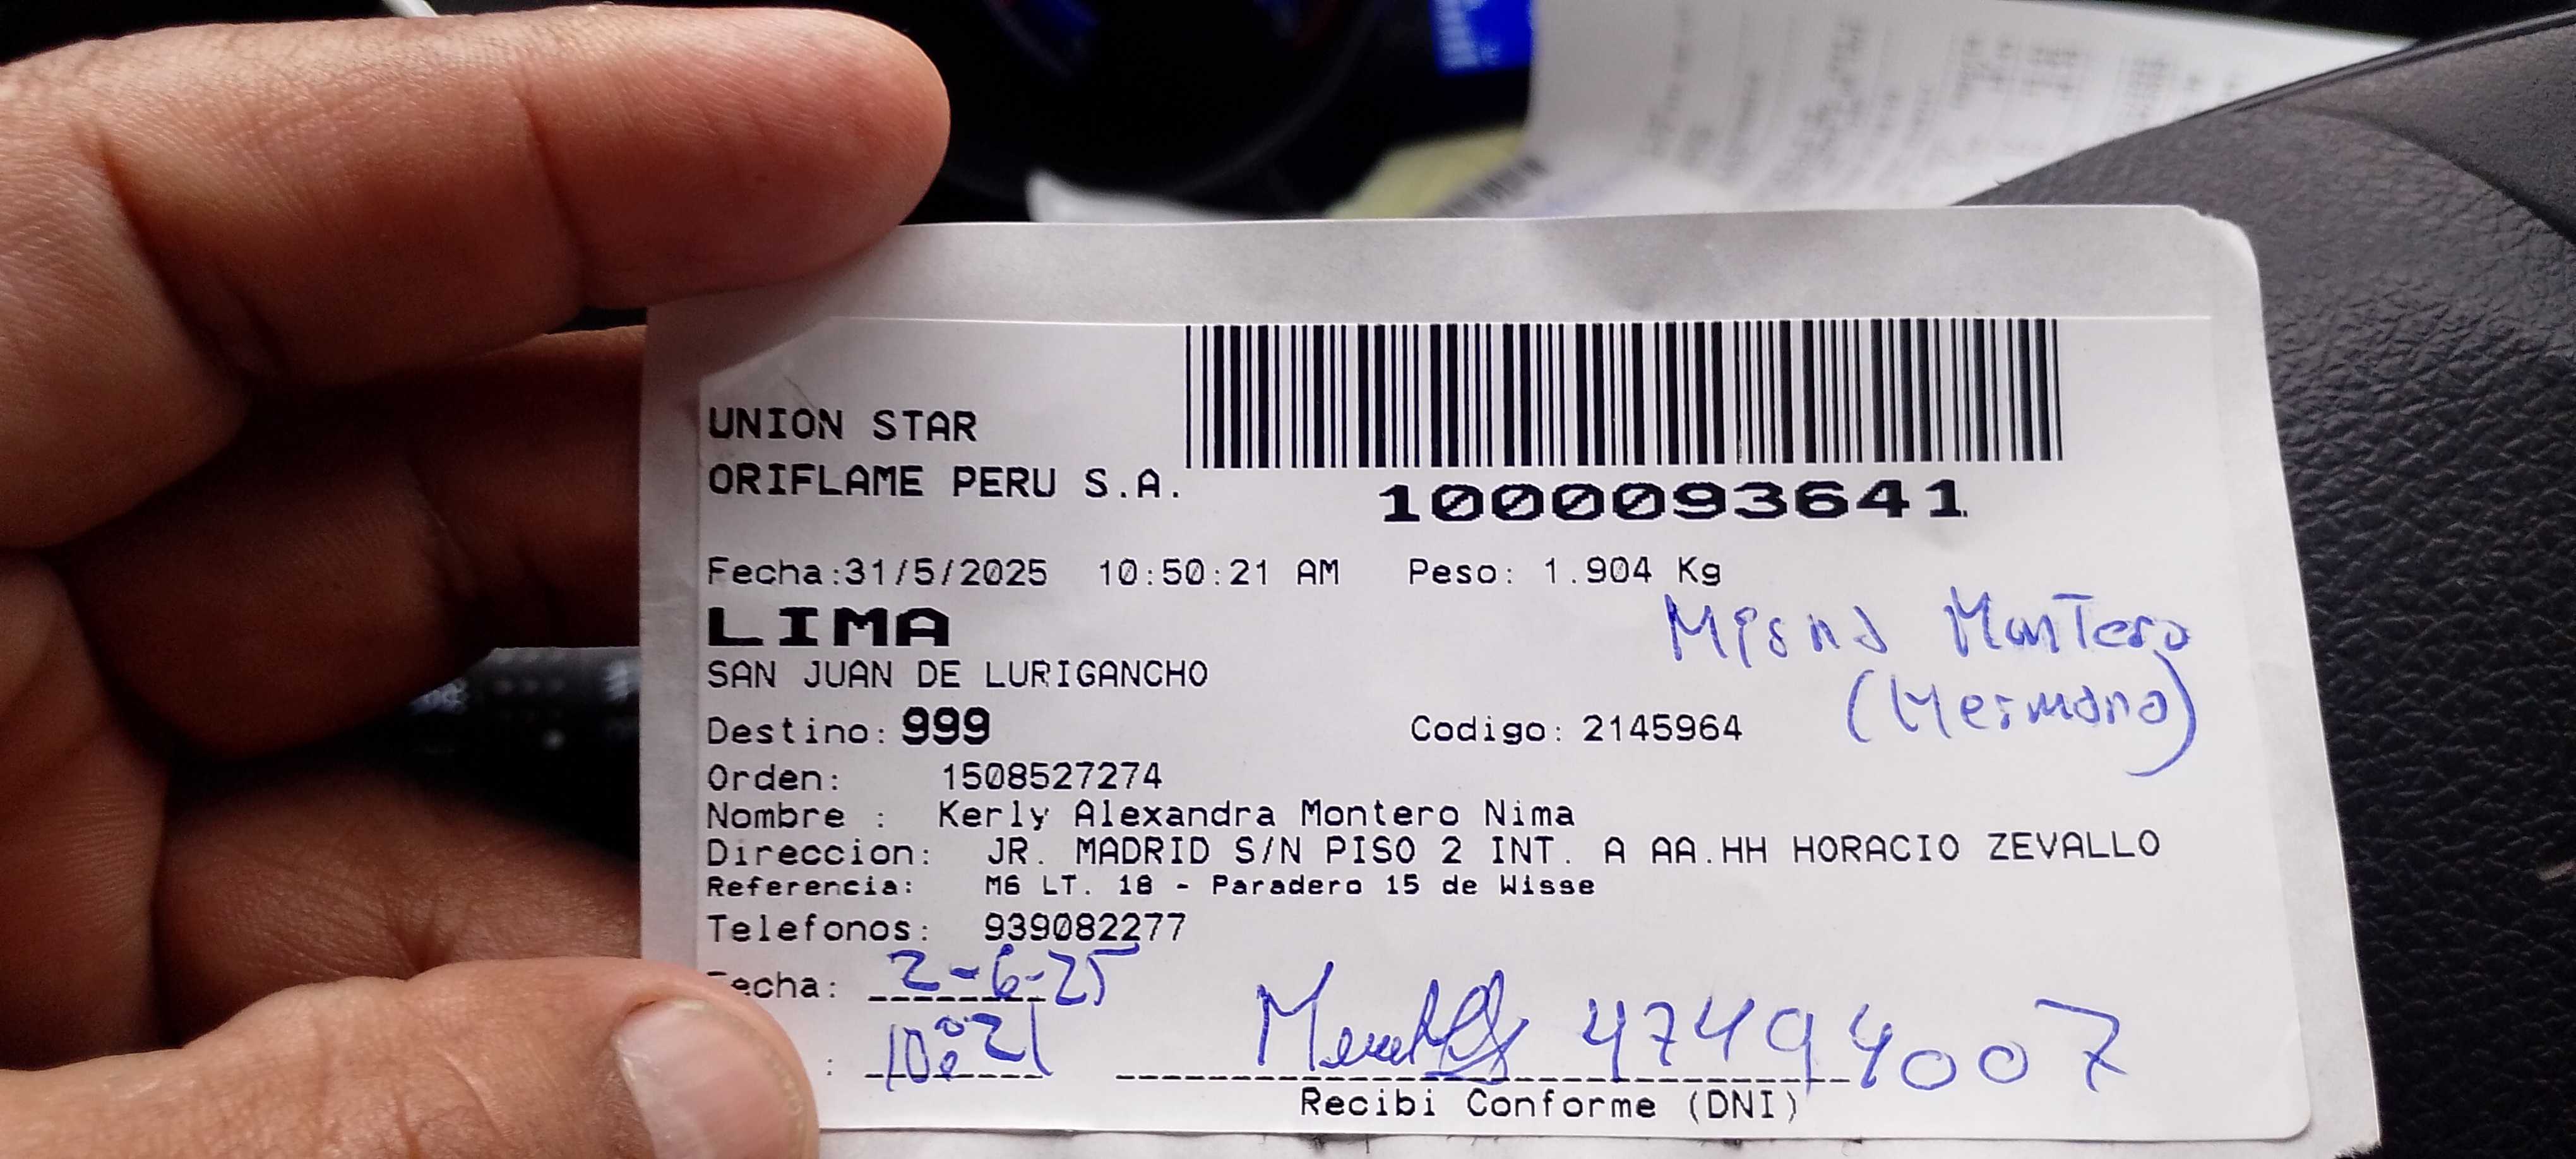 UNION STAR
ORIFLAME PERU S.A.
1000093641
Fecha:31/5/2025 10:50:21 AM Peso: 1.904 Kg
LIMA
SAN JUAN DE LURIGANCHO
Montero
(Hermano)
Destino: 999 Codigo: 2145964
Orden: 1508527274
Nombre : Kerly Alexandra Montero Nima
Direccion: JR. MADRID S/N PISO 2 INT. A AA.HH HORACIO ZEVALLO
Referencia: M6 LT. 18 - Paradero 15 de Wisse
Telefonos: 939082277
echa: 2-6-25
: 10:21 47494007
Recibi Conforme (DNI)